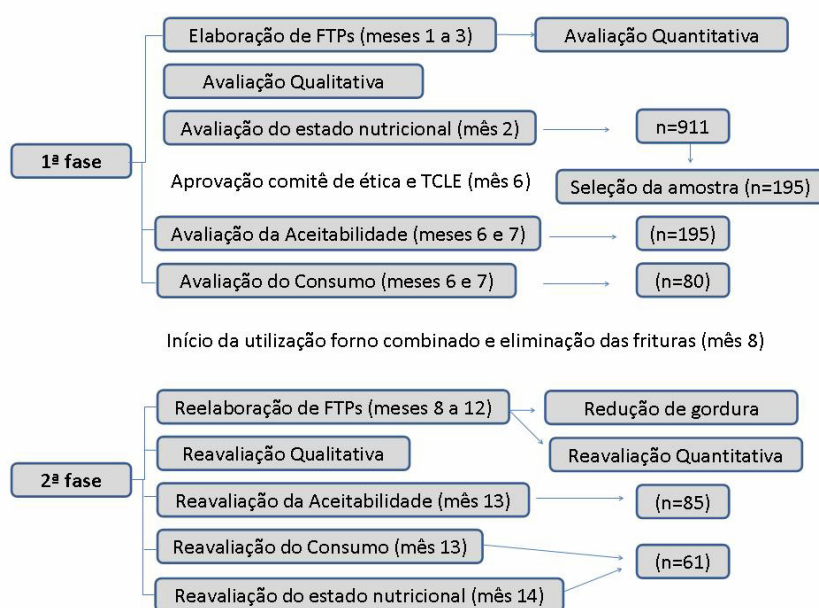 Elaboração de FTPs (meses 1 a 3)
Avaliação Quantitativa
Avaliação Qualitativa
Avaliação do estado nutricional (mês 2)
n=911
1ª fase
Aprovação comitê de ética e TCLE (mês 6)
Seleção da amostra (n=195)
Avaliação da Aceitabilidade (meses 6 e 7)
(n=195)
Avaliação do Consumo (meses 6 e 7)
(n=80)
Início da utilização forno combinado e eliminação das frituras (mês 8)
Reelaboração de FTPs (meses 8 a 12)
Redução de gordura
Reavaliação Qualitativa
Reavaliação Quantitativa
2ª fase
Reavaliação da Aceitabilidade (mês 13)
(n=85)
Reavaliação do Consumo (mês 13)
(n=61)
Reavaliação do estado nutricional (mês 14)